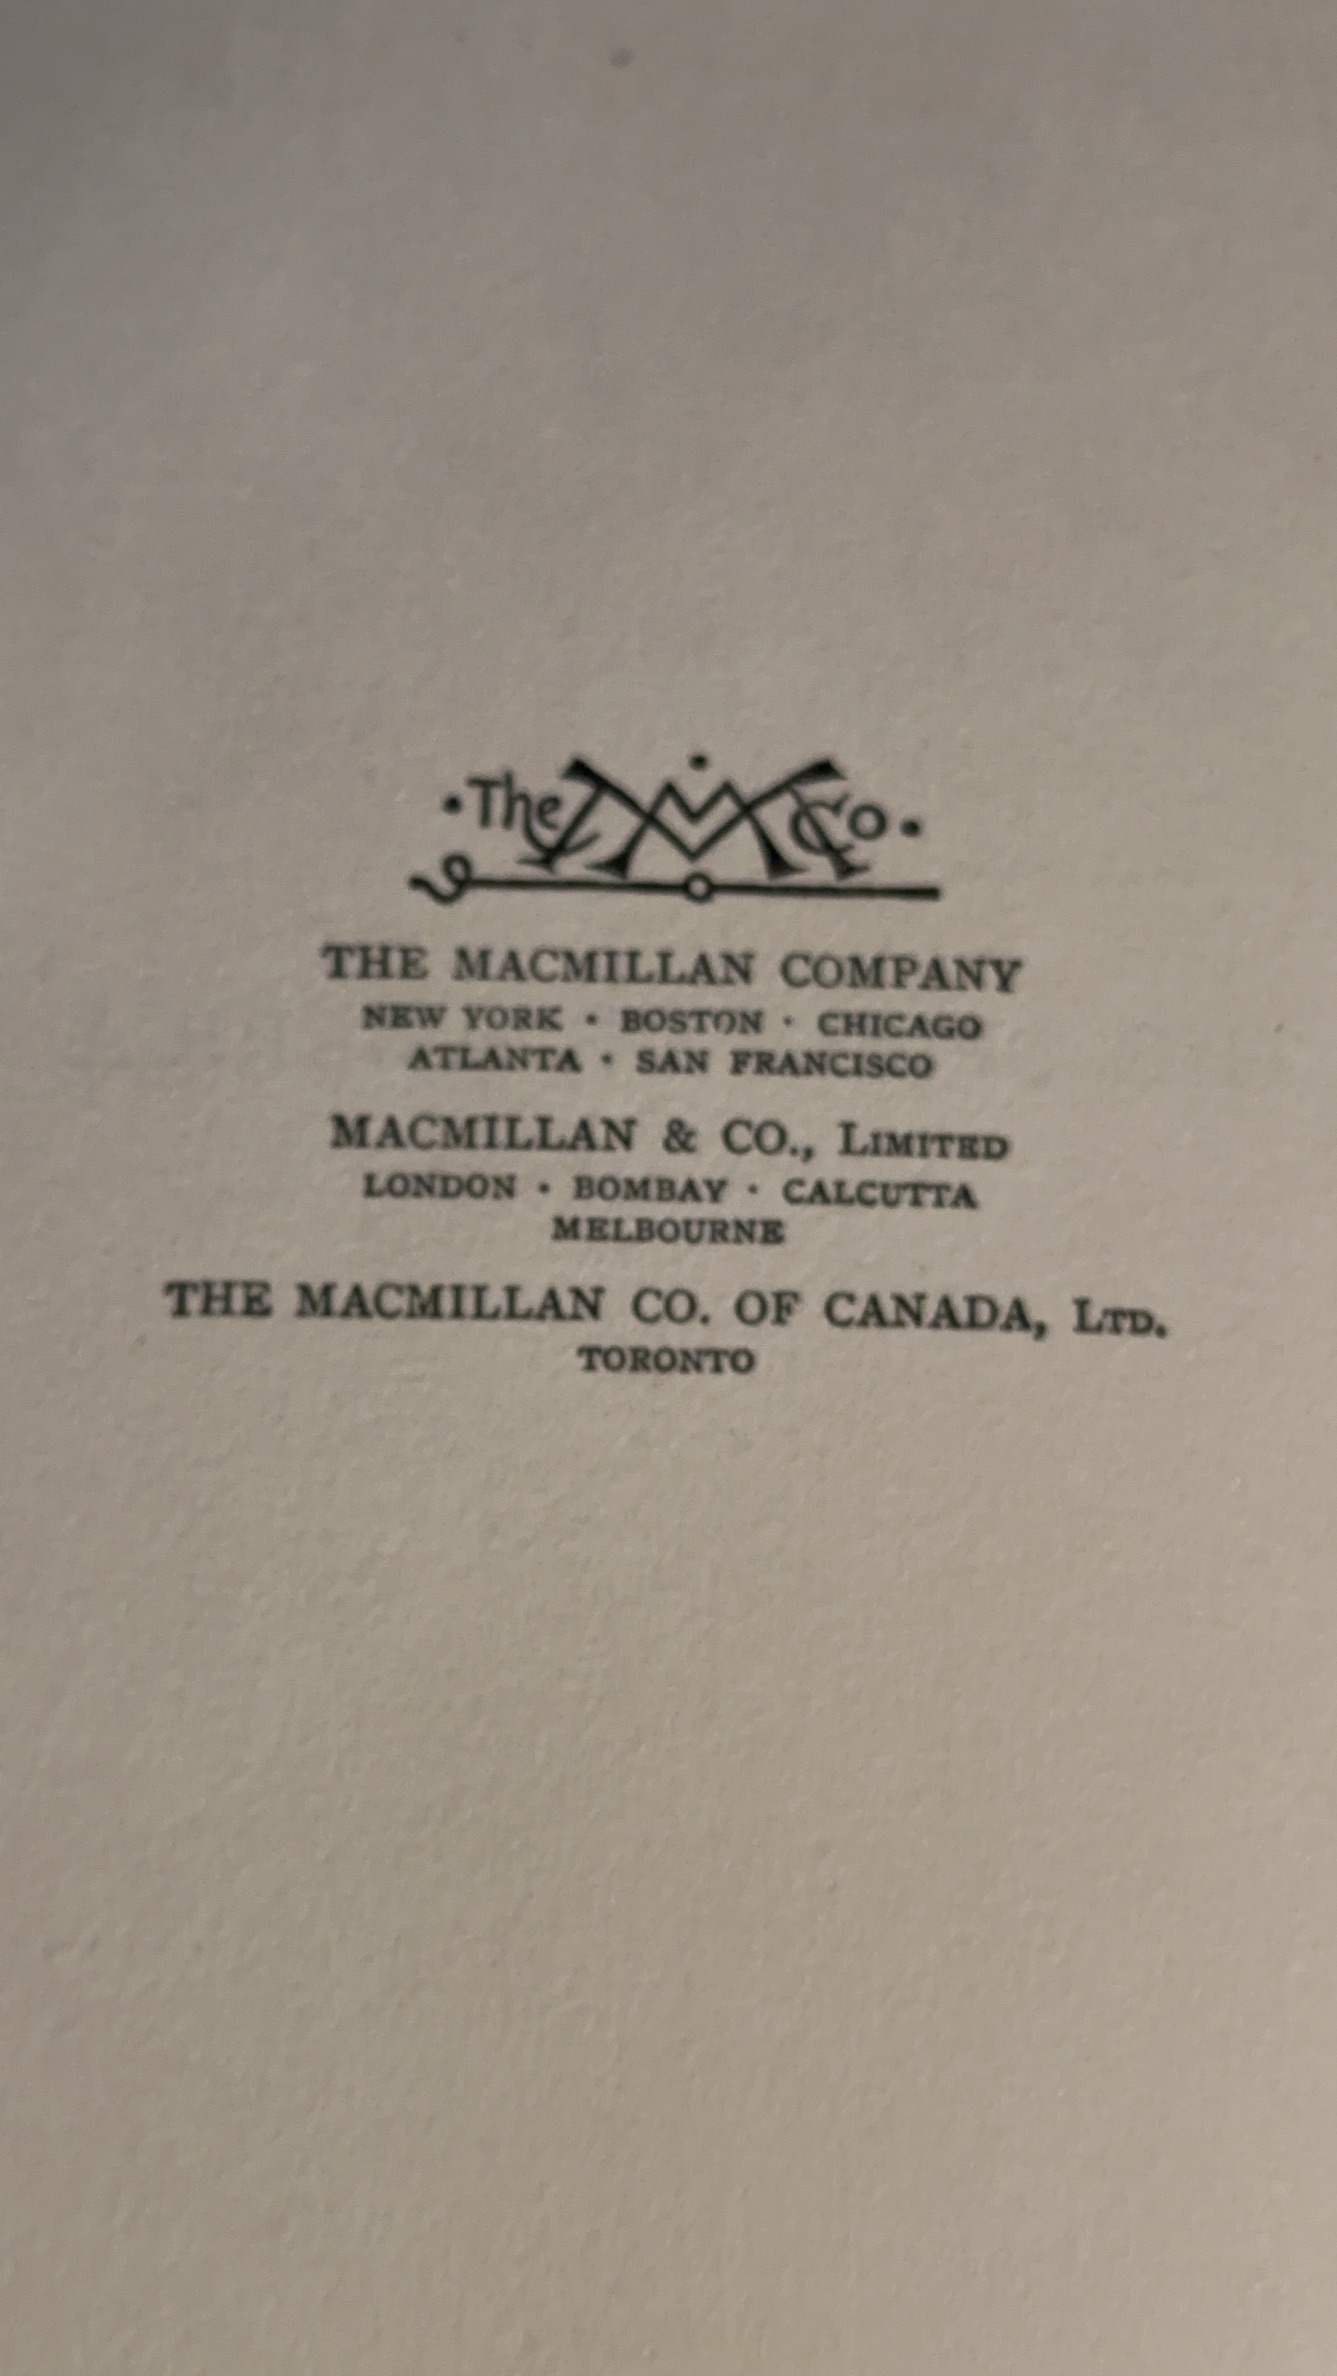 · The MM Co ·
THE MACMILLAN COMPANY
NEW YORK · BOSTON · CHICAGO
ATLANTA · SAN FRANCISCO
MACMILLAN & CO., LIMITED
LONDON · BOMBAY · CALCUTTA
MELBOURNE
THE MACMILLAN CO. OF CANADA, LTD.
TORONTO